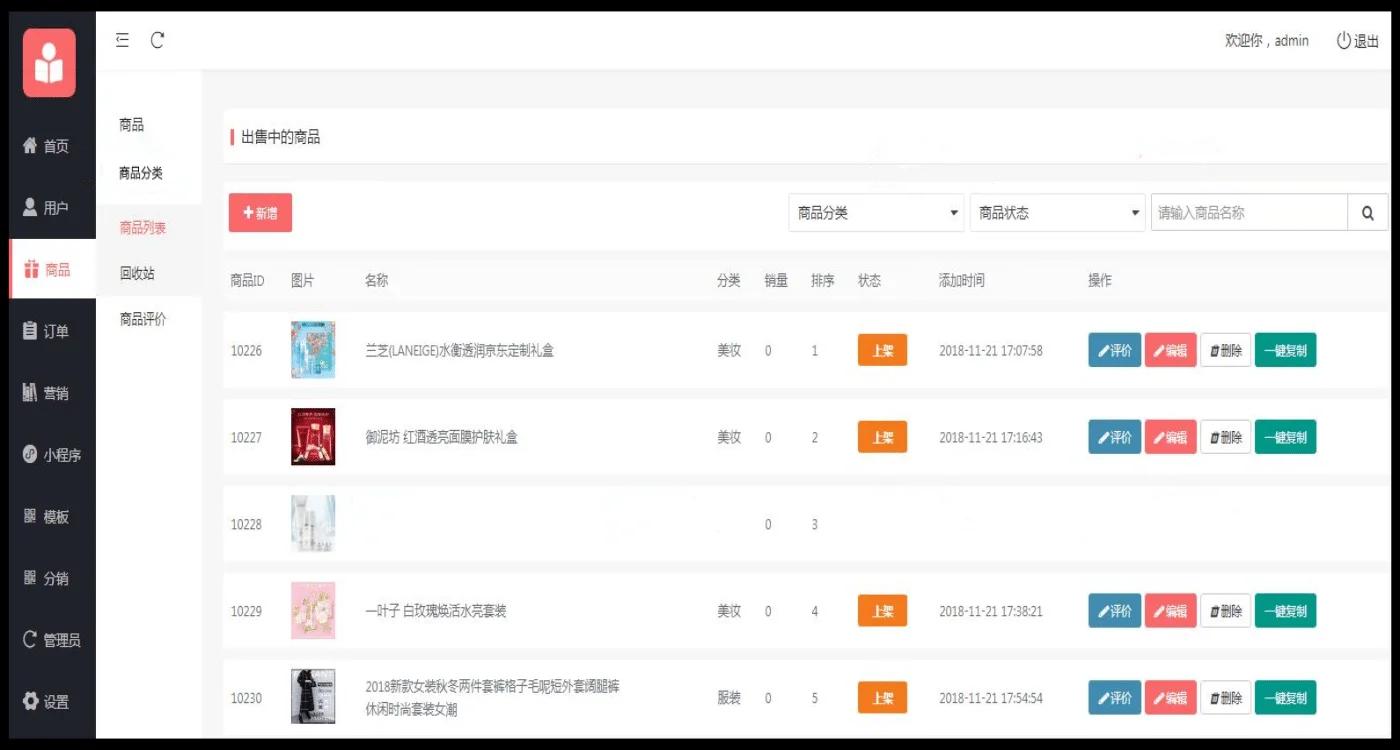 欢迎你，admin 退出
首页
用户
商品
订单
营销
小程序
模板
分销
管理员
设置
商品
商品分类
商品列表
回收站
商品评价
出售中的商品
新增
商品分类 商品状态 请输入商品名称
商品ID 图片 名称 分类 销量 排序 状态 添加时间 操作
10226 兰芝(LANEIGE)水衡透润京东定制礼盒 美妆 0 1 上架 2018-11-21 17:07:58 评价 编辑 删除 一键复制
10227 御泥坊 红酒透亮面膜护肤礼盒 美妆 0 2 上架 2018-11-21 17:16:43 评价 编辑 删除 一键复制
10228 0 3
10229 一叶子 白玫瑰焕活水亮套装 美妆 0 4 上架 2018-11-21 17:38:21 评价 编辑 删除 一键复制
10230 2018新款女装秋冬两件套裤格子毛呢短外套阔腿裤 服装 0 5 上架 2018-11-21 17:54:54 评价 编辑 删除 一键复制
休闲时尚套装女潮